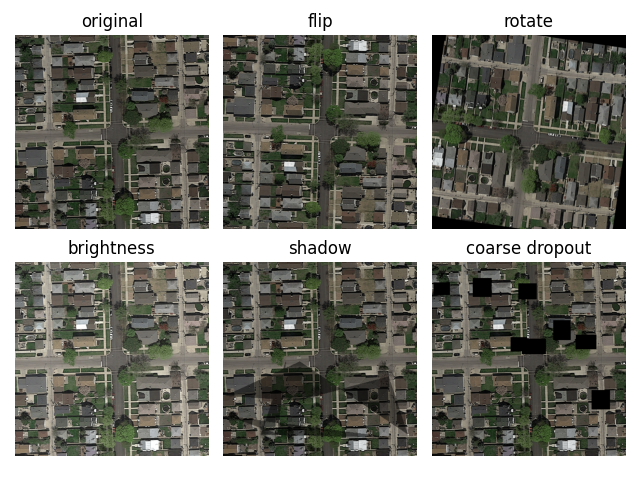 original
flip
rotate
brightness
shadow
coarse dropout